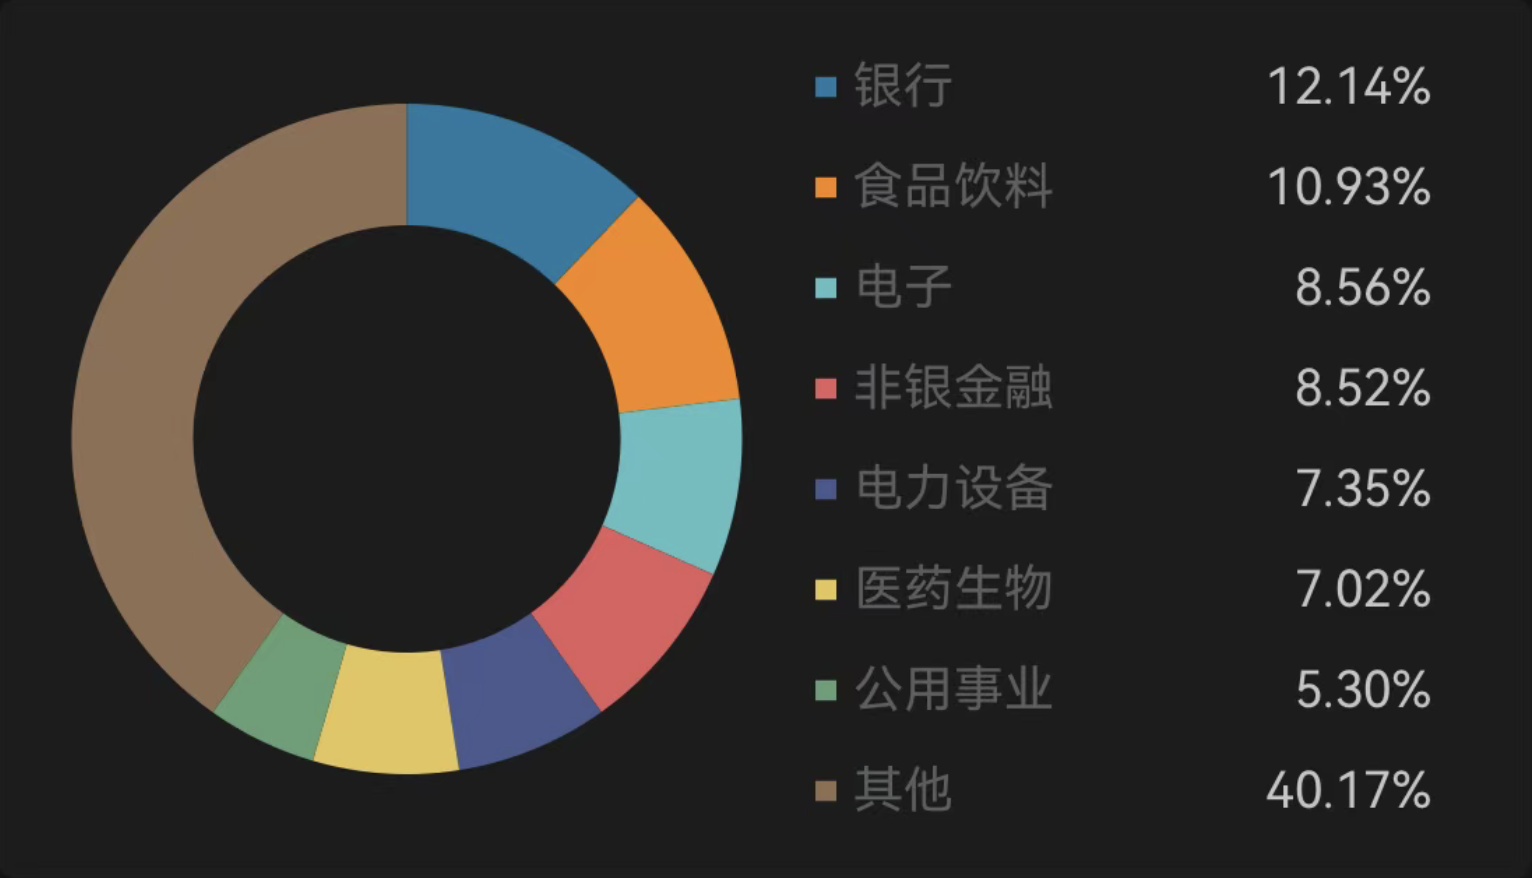 银行 12.14%
食品饮料 10.93%
电子 8.56%
非银金融 8.52%
电力设备 7.35%
医药生物 7.02%
公用事业 5.30%
其他 40.17%